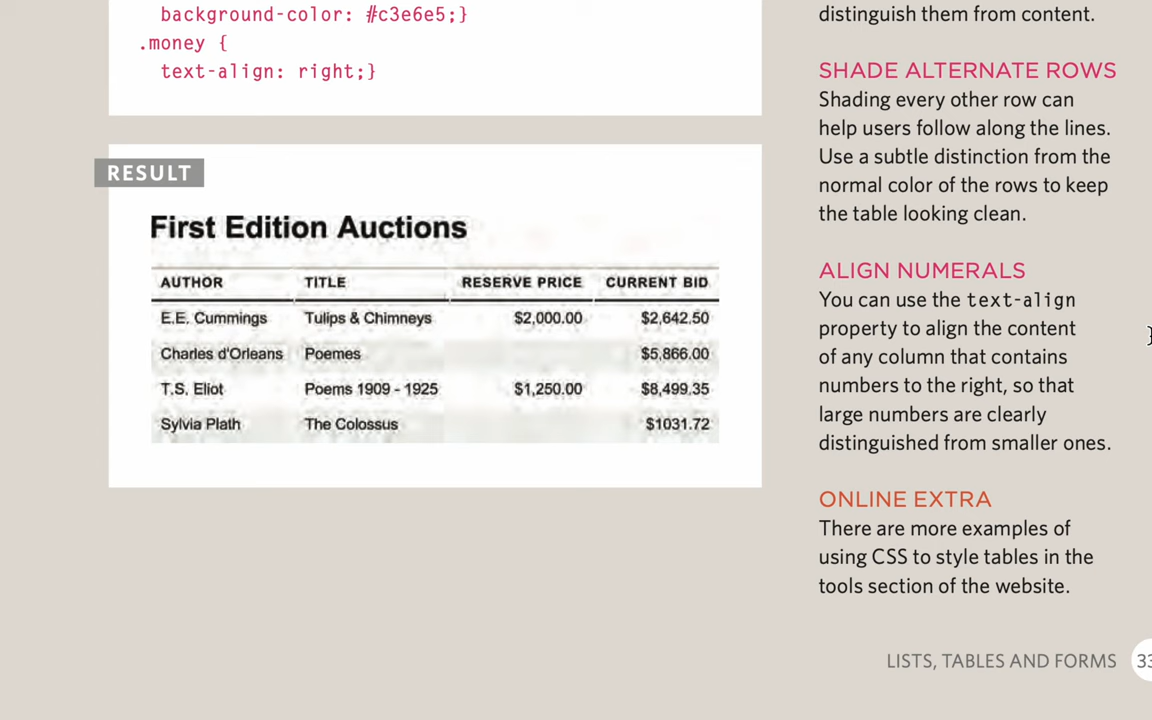 background-color: #c3e6e5;}
.money {
text-align: right;}
RESULT
First Edition Auctions
AUTHOR TITLE RESERVE PRICE CURRENT BID
E.E. Cummings Tulips & Chimneys $2,000.00 $2,642.50
Charles d'Orleans Poemes $5,866.00
T.S. Eliot Poems 1909 - 1925 $1,250.00 $8,499.35
Sylvia Plath The Colossus $1031.72
distinguish them from content.
SHADE ALTERNATE ROWS
Shading every other row can
help users follow along the lines.
Use a subtle distinction from the
normal color of the rows to keep
the table looking clean.
ALIGN NUMERALS
You can use the text-align
property to align the content
of any column that contains
numbers to the right, so that
large numbers are clearly
distinguished from smaller ones.
ONLINE EXTRA
There are more examples of
using CSS to style tables in the
tools section of the website.
LISTS, TABLES AND FORMS